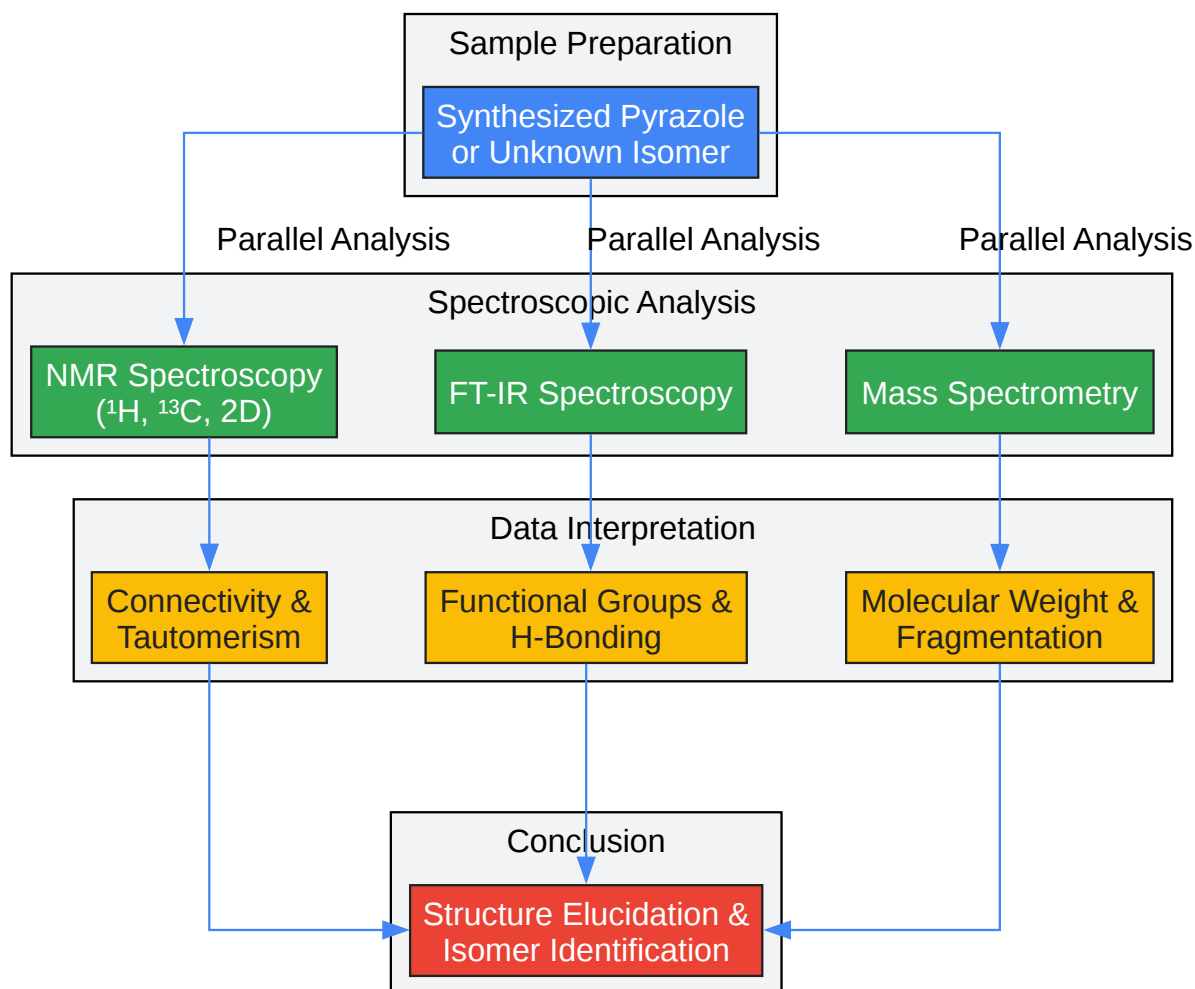 Sample Preparation
Synthesized Pyrazole
or Unknown Isomer
Parallel Analysis
Parallel Analysis
Parallel Analysis
Spectroscopic Analysis
NMR Spectroscopy
(¹H, ¹³C, 2D)
FT-IR Spectroscopy
Mass Spectrometry
Data Interpretation
Connectivity &
Tautomerism
Functional Groups &
H-Bonding
Molecular Weight &
Fragmentation
Conclusion
Structure Elucidation &
Isomer Identification